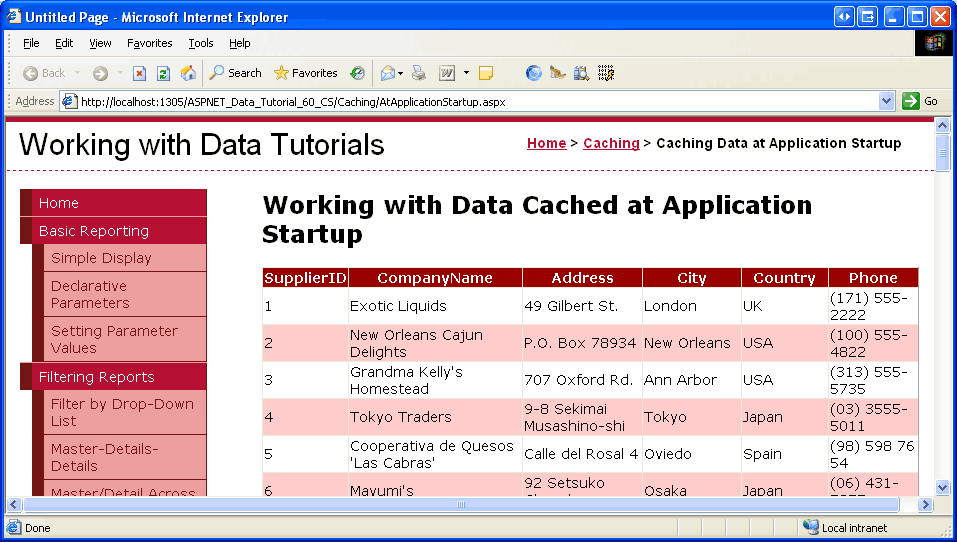 Untitled Page - Microsoft Internet Explorer
File Edit View Favorites Tools Help
Back Search Favorites
Address http://localhost:1305/ASPNET_Data_Tutorial_60_CS/Caching/AtApplicationStartup.aspx Go
Working with Data Tutorials
Home > Caching > Caching Data at Application Startup
Home
Basic Reporting
Simple Display
Declarative
Parameters
Setting Parameter
Values
Filtering Reports
Filter by Drop-Down
List
Master-Details-
Details
Master/Detail Across
Working with Data Cached at Application
Startup
SupplierID CompanyName Address City Country Phone
1 Exotic Liquids 49 Gilbert St. London UK (171) 555-
2222
2 New Orleans Cajun
Delights P.O. Box 78934 New Orleans USA (100) 555-
4822
3 Grandma Kelly's
Homestead 707 Oxford Rd. Ann Arbor USA (313) 555-
5735
4 Tokyo Traders 9-8 Sekimai
Musashino-shi Tokyo Japan (03) 3555-
5011
5 Cooperativa de Quesos
'Las Cabras' Calle del Rosal 4 Oviedo Spain (98) 598 76
54
6 Mayumi's 92 Setsuko Osaka Japan (06) 431-
Done Local intranet